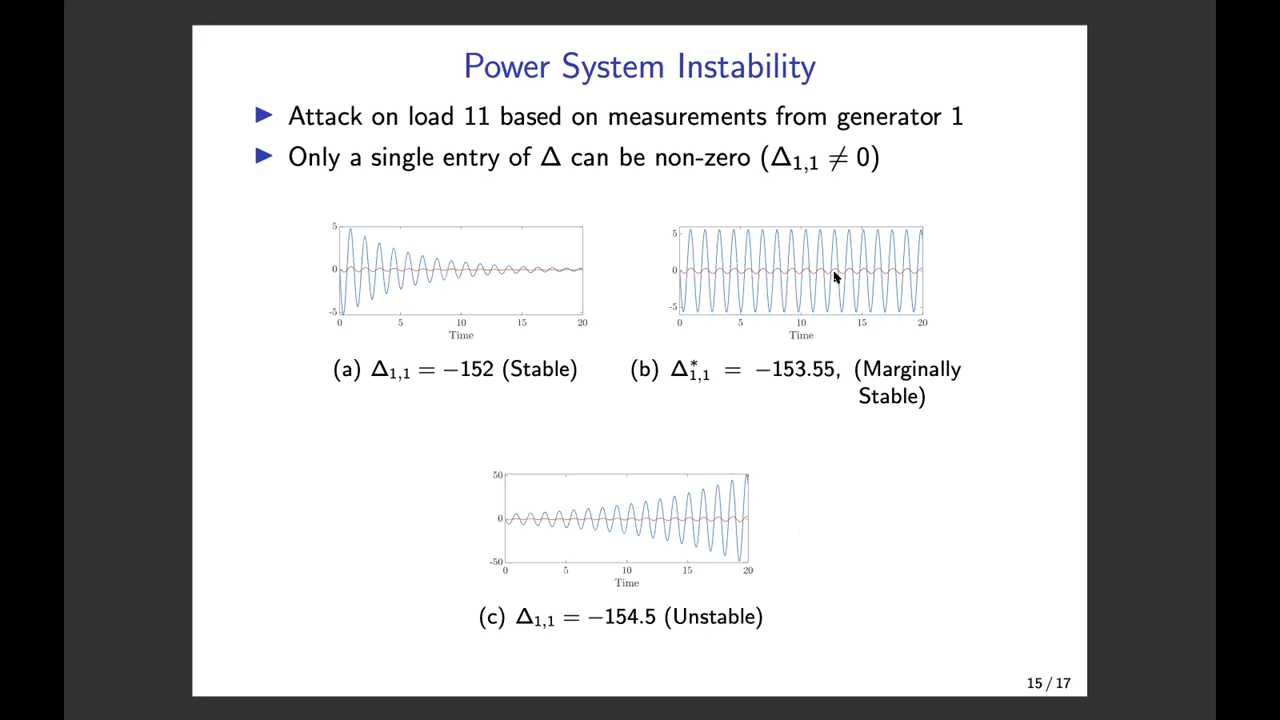 Power System Instability
▶ Attack on load 11 based on measurements from generator 1
▶ Only a single entry of Δ can be non-zero (Δ₁,₁ ≠ 0)
5
0
-5
0 5 10 15 20
Time
(a) Δ₁,₁ = −152 (Stable)
5
0
-5
0 5 10 15 20
Time
(b) Δ*₁,₁ = −153.55, (Marginally
Stable)
50
0
-50
0 5 10 15 20
Time
(c) Δ₁,₁ = −154.5 (Unstable)
15 / 17